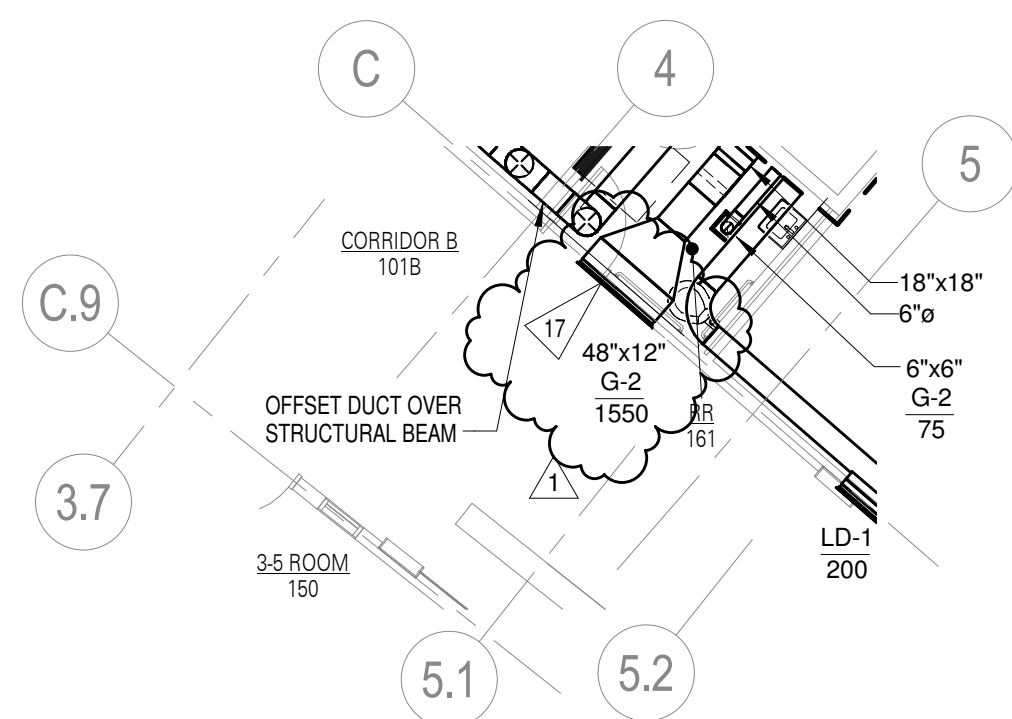 C
4
5
CORRIDOR B
101B
C.9
18"x18"
6"ø
17
48"x12"
G-2
1550
6"x6"
G-2
75
OFFSET DUCT OVER
STRUCTURAL BEAM
RR
161
1
3.7
LD-1
200
3-5 ROOM
150
5.1
5.2